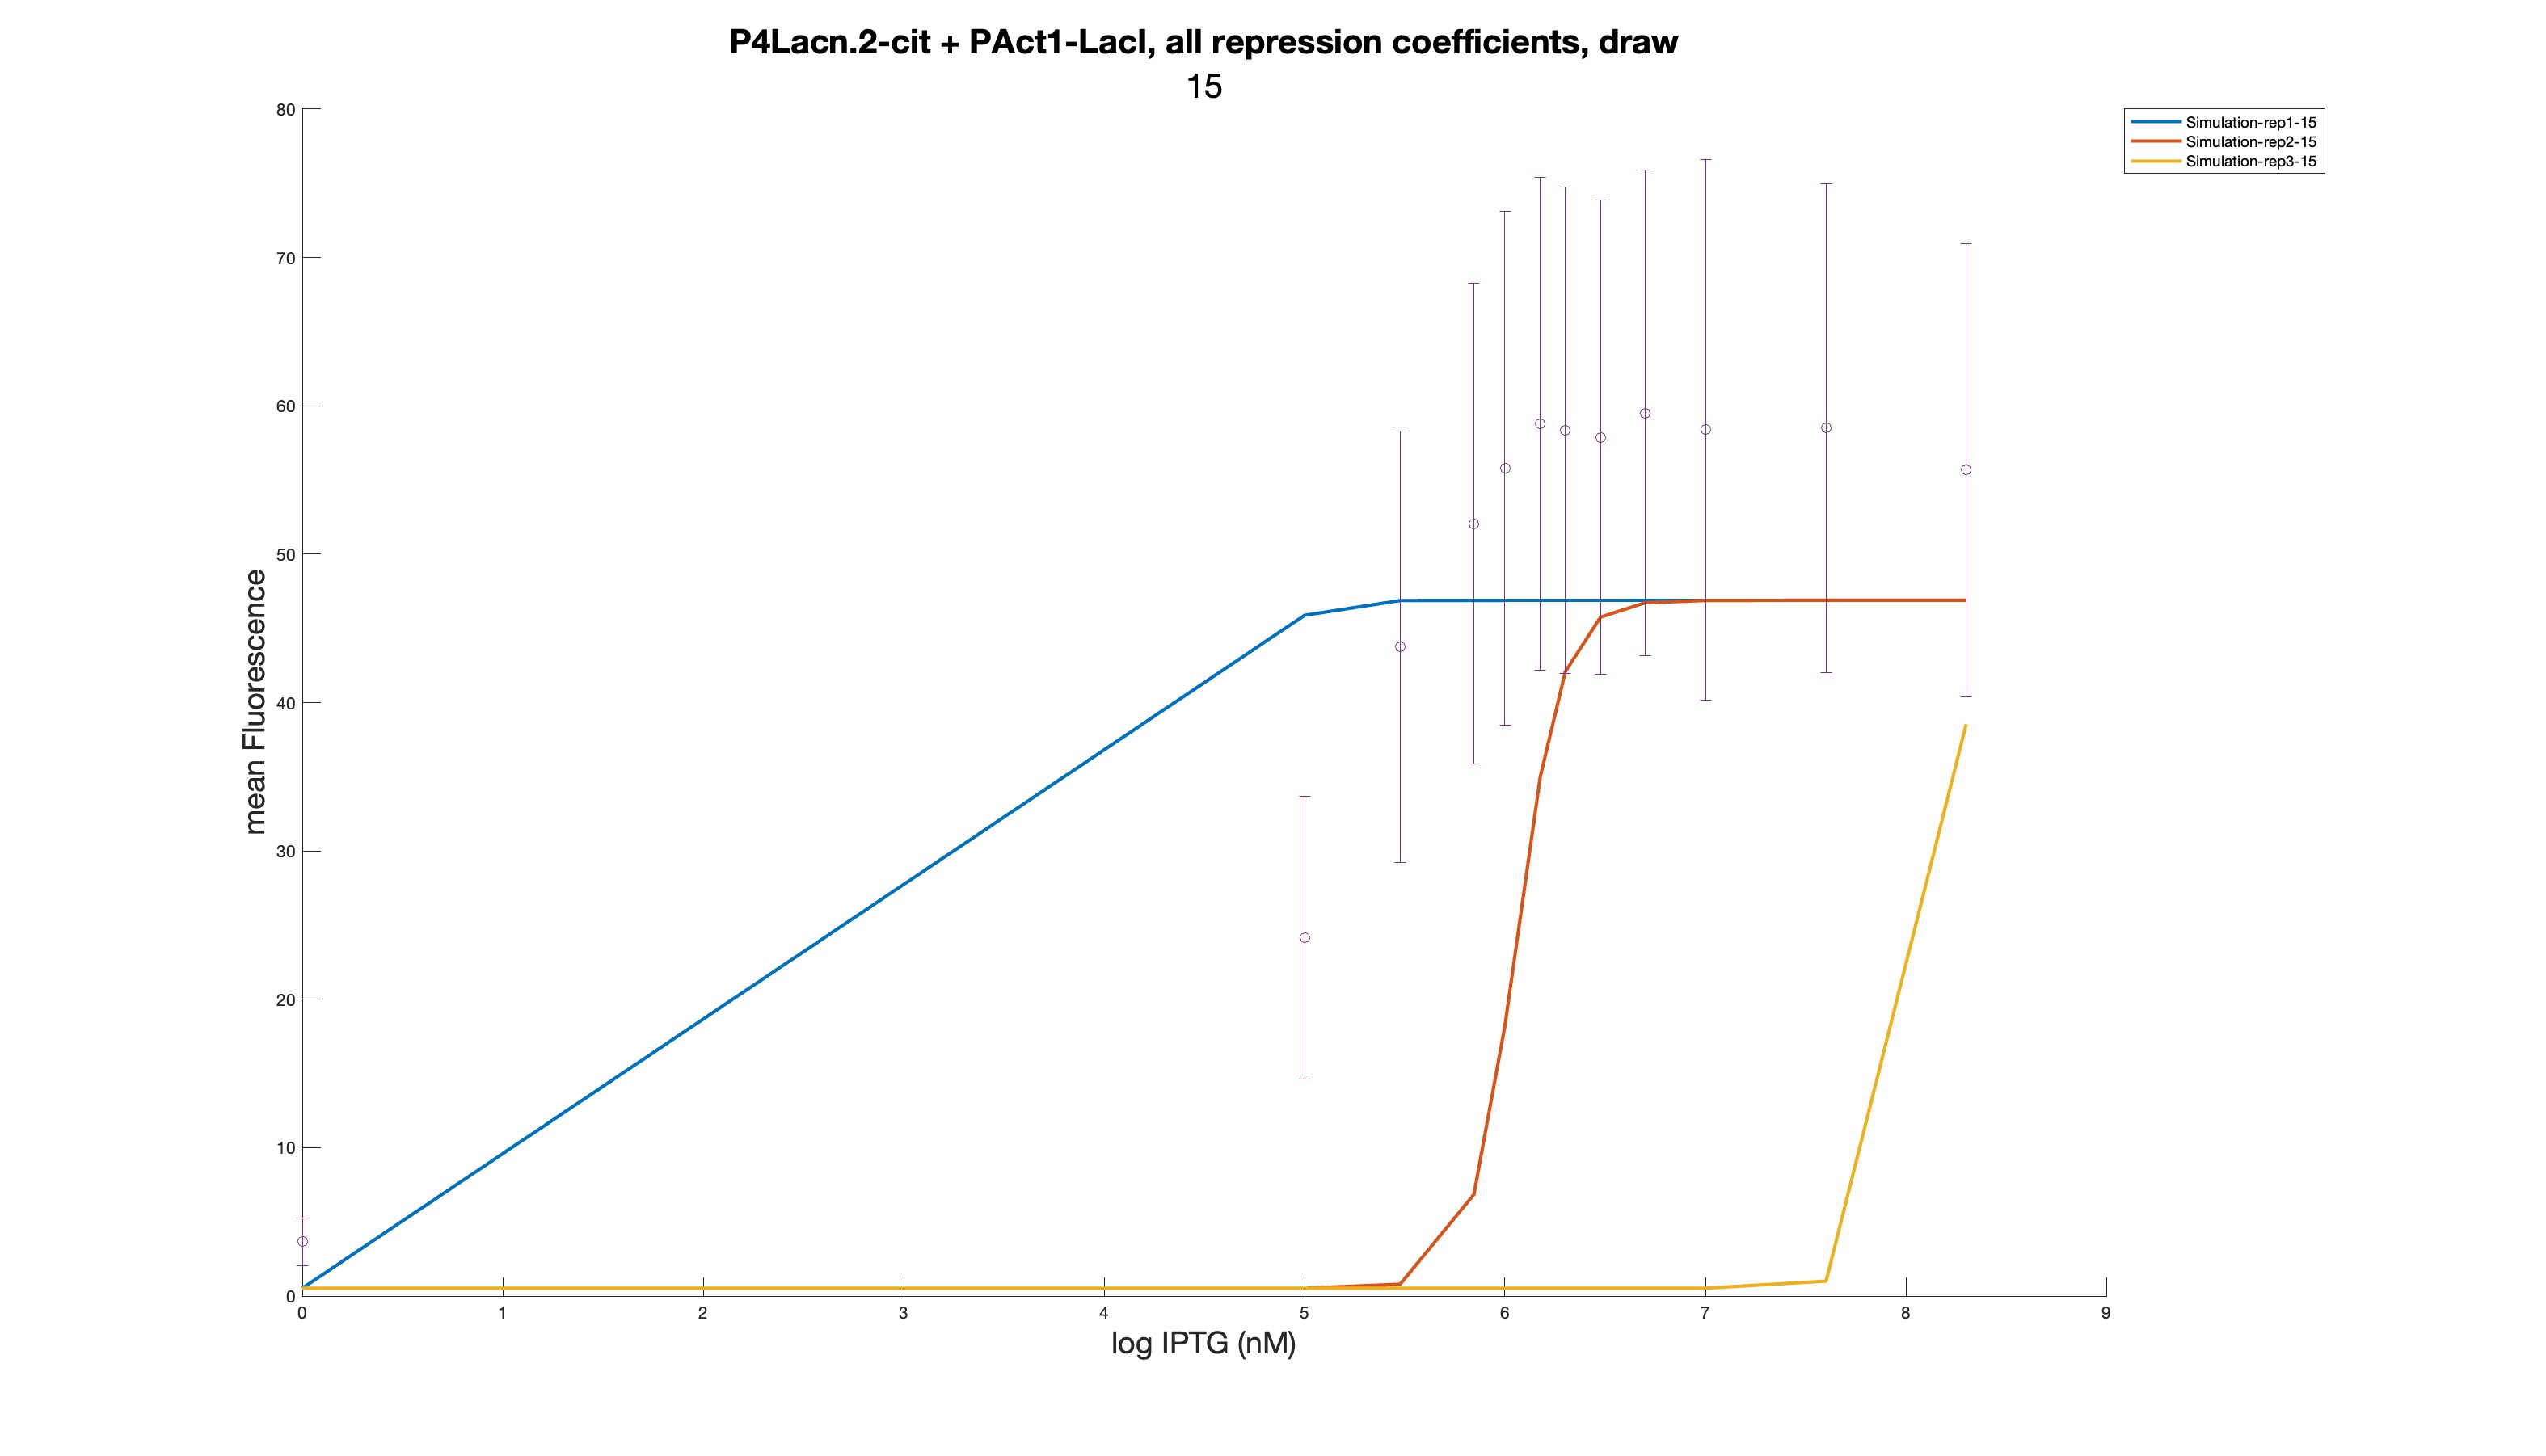 P4Lacn.2-cit + PAct1-LacI, all repression coefficients, draw
15
Simulation-rep1-15
Simulation-rep2-15
Simulation-rep3-15
mean Fluorescence
80
70
60
50
40
30
20
10
0
0 1 2 3 4 5 6 7 8 9
log IPTG (nM)